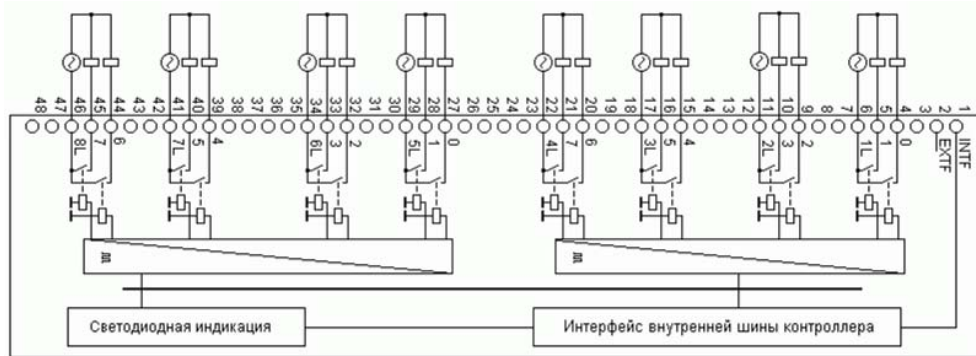 48 47 46 45 44 43 42 41 40 39 38 37 36 35 34 33 32 31 30 29 28 27 26 25 24 23 22 21 20 19 18 17 16 15 14 13 12 11 10 9 8 7 6 5 4 3 2 1
8L 7 6 7L 5 4 6L 3 2 5L 1 0 4L 7 6 3L 5 4 2L 3 2 1L 1 0 EXTF INTF
Светодиодная индикация
Интерфейс внутренней шины контроллера